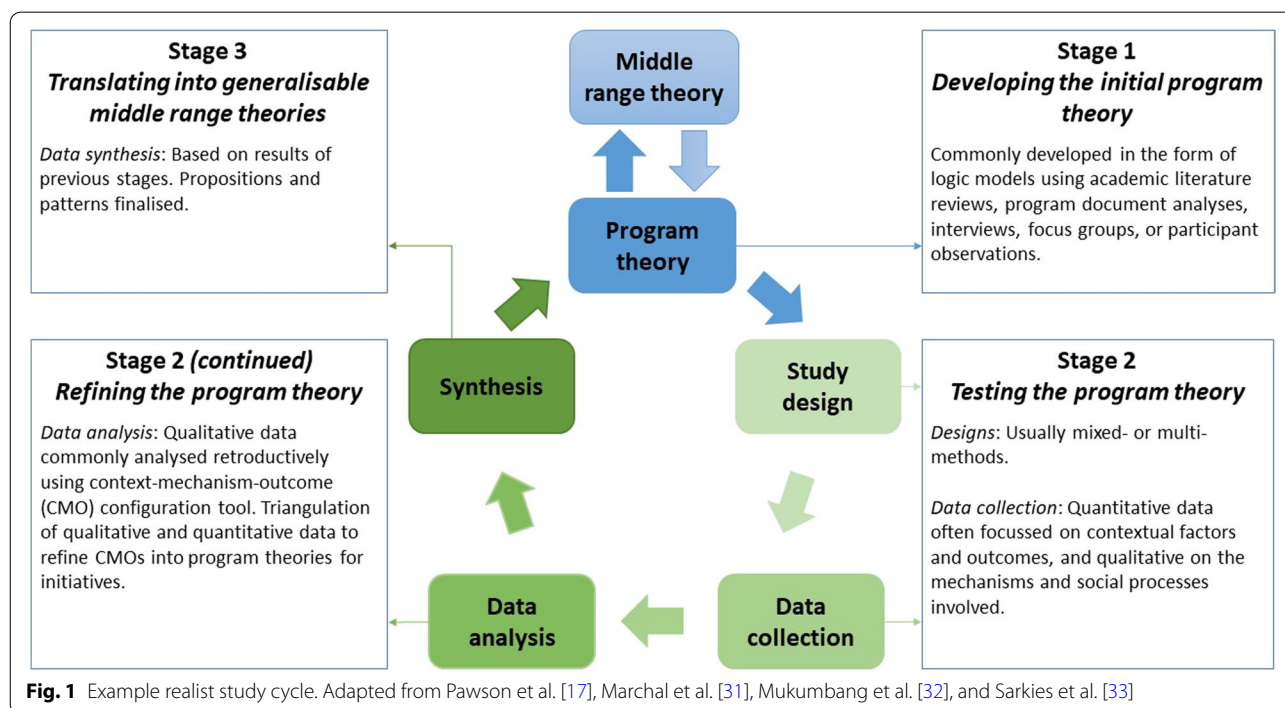 Stage 3
Translating into generalisable
middle range theories
Data synthesis: Based on results of
previous stages. Propositions and
patterns finalised.
Middle
range theory
Program
theory
Stage 1
Developing the initial program
theory
Commonly developed in the form of
logic models using academic literature
reviews, program document analyses,
interviews, focus groups, or participant
observations.
Stage 2 (continued)
Refining the program theory
Data analysis: Qualitative data
commonly analysed retroductively
using context-mechanism-outcome
(CMO) configuration tool. Triangulation
of qualitative and quantitative data to
refine CMOs into program theories for
initiatives.
Synthesis
Study
design
Data
analysis
Data
collection
Stage 2
Testing the program theory
Designs: Usually mixed- or multi-
methods.
Data collection: Quantitative data
often focussed on contextual factors
and outcomes, and qualitative on the
mechanisms and social processes
involved.
Fig. 1 Example realist study cycle. Adapted from Pawson et al. [17], Marchal et al. [31], Mukumbang et al. [32], and Sarkies et al. [33]